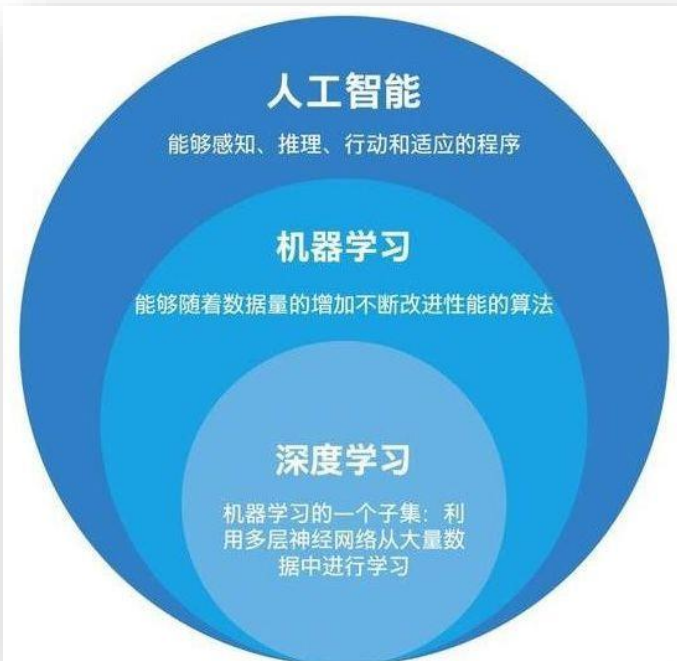 人工智能
能够感知、推理、行动和适应的程序
机器学习
能够随着数据量的增加不断改进性能的算法
深度学习
机器学习的一个子集：利
用多层神经网络从大量数
据中进行学习